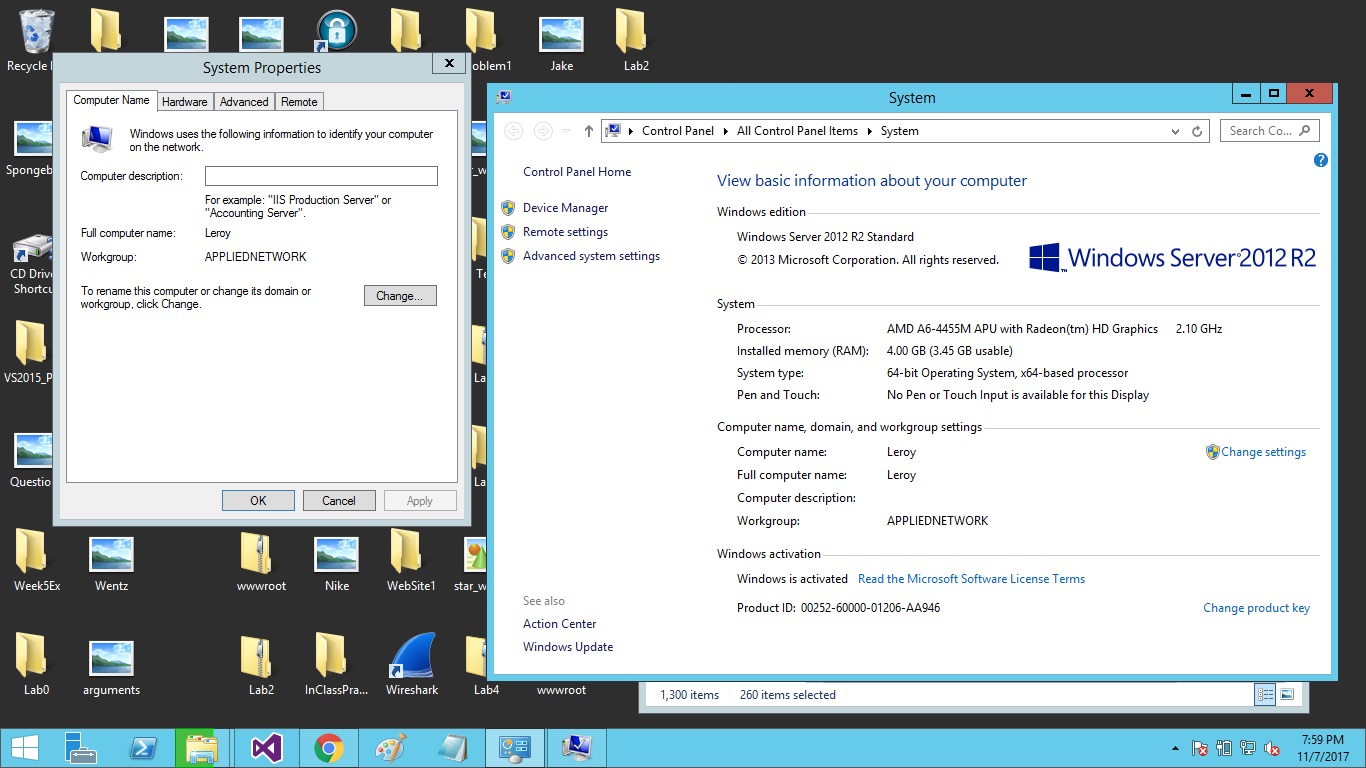 Recycle
oblem1
Jake
Lab2
System Properties
Computer Name
Hardware
Advanced
Remote
Windows uses the following information to identify your computer
on the network.
Computer description:
For example: "IIS Production Server" or
"Accounting Server".
Full computer name: Leroy
Workgroup: APPLIEDNETWORK
To rename this computer or change its domain or
workgroup, click Change.
Change...
OK
Cancel
Apply
System
Control Panel
All Control Panel Items
System
Search Co...
Control Panel Home
Device Manager
Remote settings
Advanced system settings
See also
Action Center
Windows Update
View basic information about your computer
Windows edition
Windows Server 2012 R2 Standard
© 2013 Microsoft Corporation. All rights reserved.
Windows Server 2012 R2
System
Processor: AMD A6-4455M APU with Radeon(tm) HD Graphics 2.10 GHz
Installed memory (RAM): 4.00 GB (3.45 GB usable)
System type: 64-bit Operating System, x64-based processor
Pen and Touch: No Pen or Touch Input is available for this Display
Computer name, domain, and workgroup settings
Computer name: Leroy
Change settings
Full computer name: Leroy
Computer description:
Workgroup: APPLIEDNETWORK
Windows activation
Windows is activated Read the Microsoft Software License Terms
Product ID: 00252-60000-01206-AA946
Change product key
1,300 items 260 items selected
Spongeb
_w
CD Drive
Shortcu
Te
VS2015_P
La
Questio
La
Week5Ex
Wentz
wwwroot
Nike
WebSite1
star_w
Lab0
arguments
Lab2
InClassPra...
Wireshark
Lab4
wwwroot
7:59 PM
11/7/2017